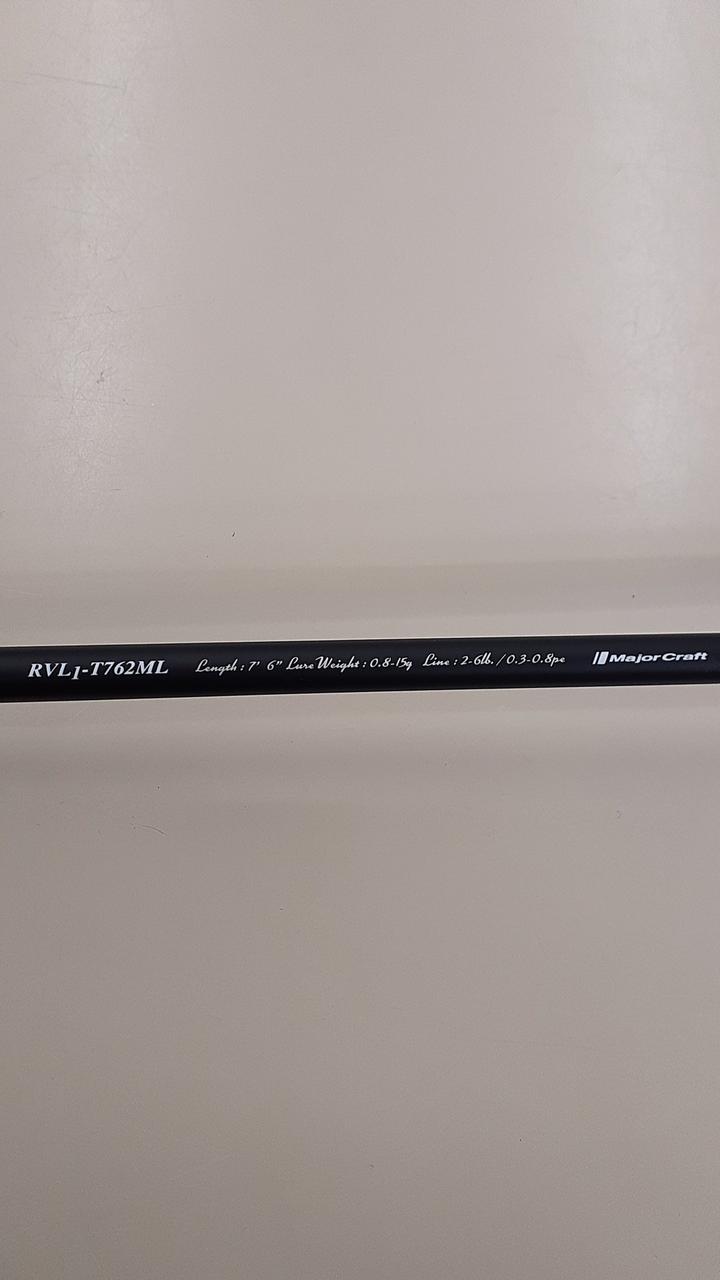 RVL1-T762ML Length : 7' 6" Lure Weight : 0.8-15g Line : 2-6lb. / 0.3-0.8pe MajorCraft